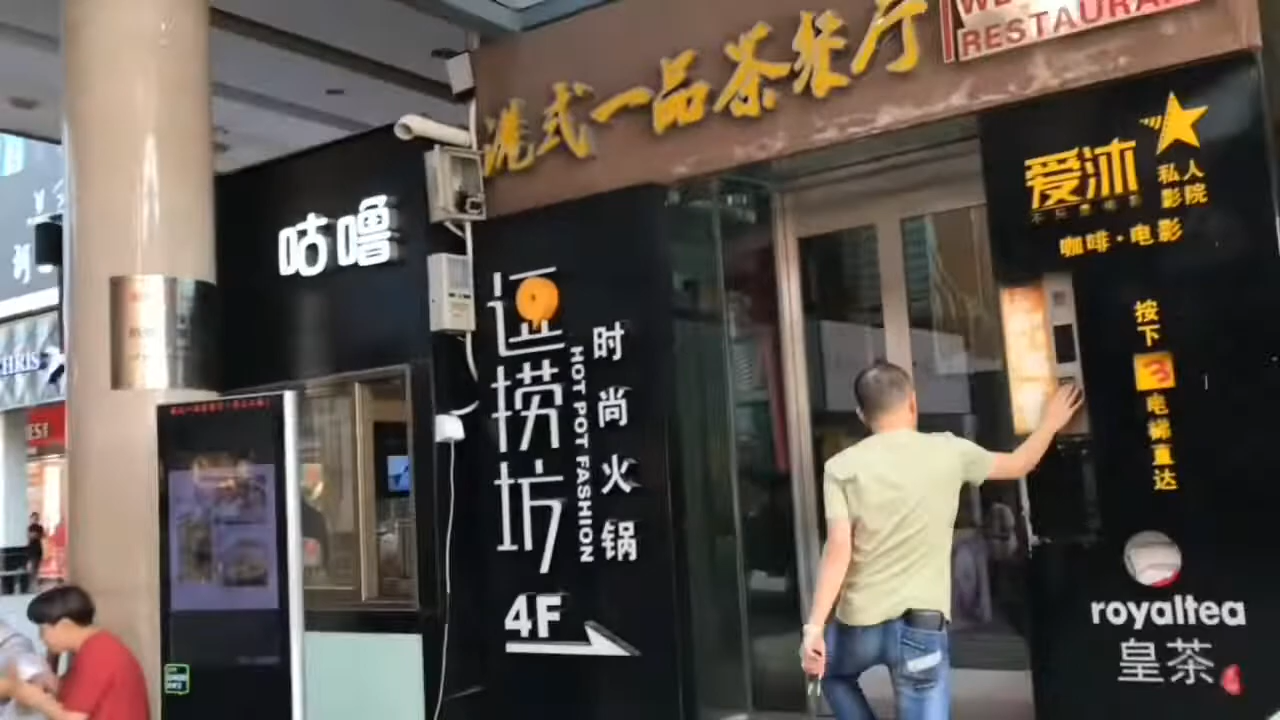 港式一品茶餐厅
RESTAURA
咕噜
逗捞坊
时尚火锅
HOT POT FASHION
4F
爱沐
私人
影院
咖啡·电影
按下
3
电梯直达
royaltea
皇茶
HRIS
EST